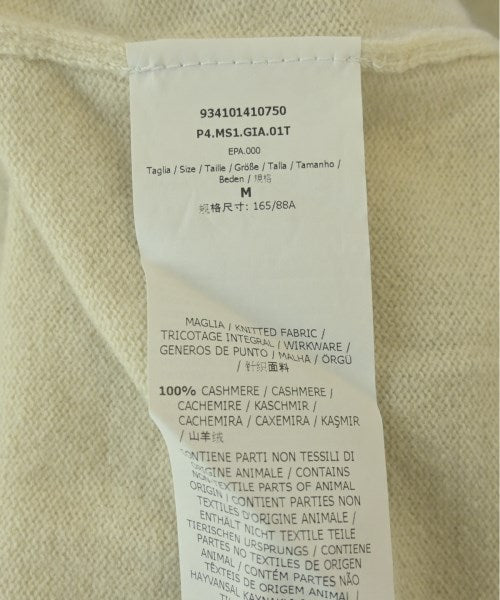 934101410750
P4.MS1.GIA.01T
EPA.000
Taglia / Size / Taille / Größe / Talla / Tamanho /
Beden / 规格
M
规格尺寸: 165/88A
MAGLIA / KNITTED FABRIC /
TRICOTAGE INTEGRAL / WIRKWARE /
GENEROS DE PUNTO / MALHA / ÖRGÜ
/ 针织面料
100% CASHMERE / CASHMERE /
CACHEMIRE / KASCHMIR /
CACHEMIRA / CAXEMIRA / KAŞMIR
/ 山羊绒
CONTIENE PARTI NON TESSILI DI
ORIGINE ANIMALE / CONTAINS
NON TEXTILE PARTS OF ANIMAL
ORIGIN / CONTIENT PARTIES NON
TEXTILES D'ORIGINE ANIMALE /
ENTHÄLT NICHT TEXTILE TEILE
TIERISCHEN URSPRUNGS / CONTIENE
PARTES NO TEXTILES DE ORIGEN
ANIMAL / CONTÉM PARTES NÃO
TÊXTEIS DE ORIGEM ANIMAL /
HAYVANSAL